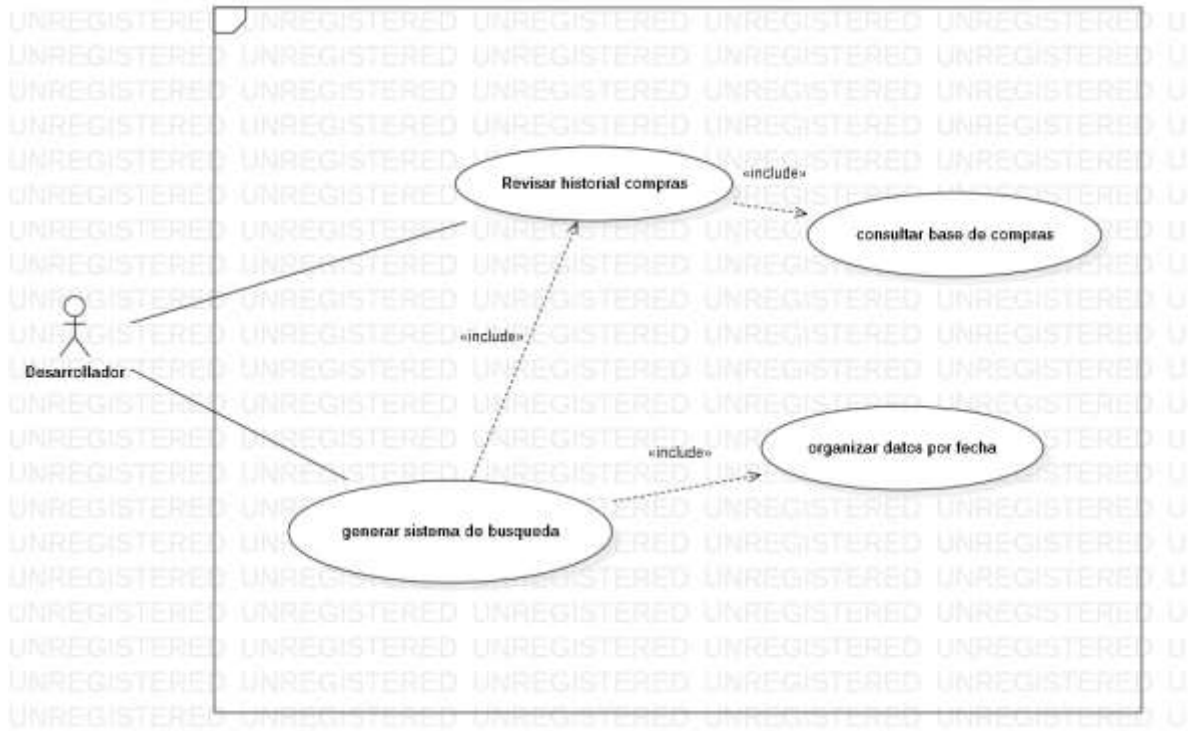 Revisar historial compras
«include»
consultar base de compras
«include»
Desarrollador
«include»
organizar datos por fecha
generar sistema de busqueda
UNREGISTERED